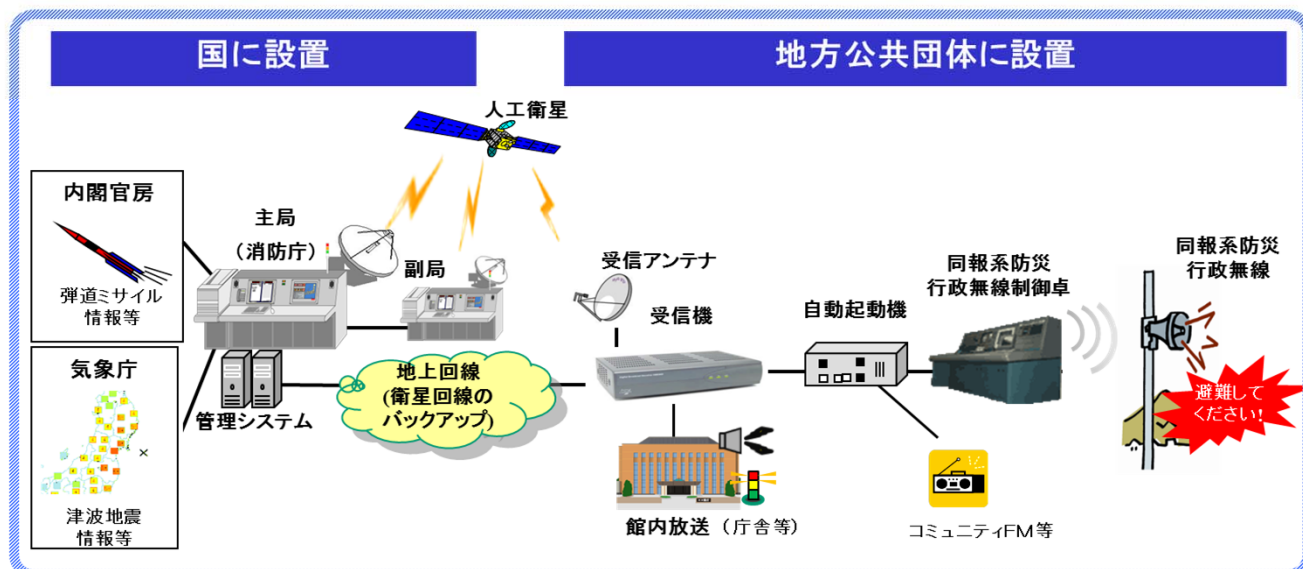 国に設置
地方公共団体に設置
人工衛星
内閣官房
弾道ミサイル
情報等
主局
（消防庁）
副局
受信アンテナ
受信機
自動起動機
同報系防災
行政無線制御卓
同報系防災
行政無線
避難して
ください!
気象庁
津波地震
情報等
管理システム
地上回線
(衛星回線の
バックアップ)
館内放送（庁舎等）
コミュニティFM等